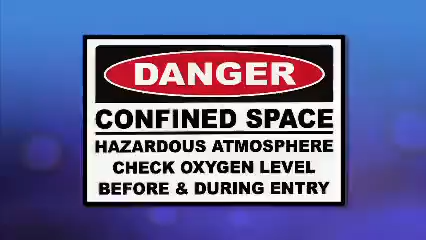 DANGER
CONFINED SPACE
HAZARDOUS ATMOSPHERE
CHECK OXYGEN LEVEL
BEFORE & DURING ENTRY